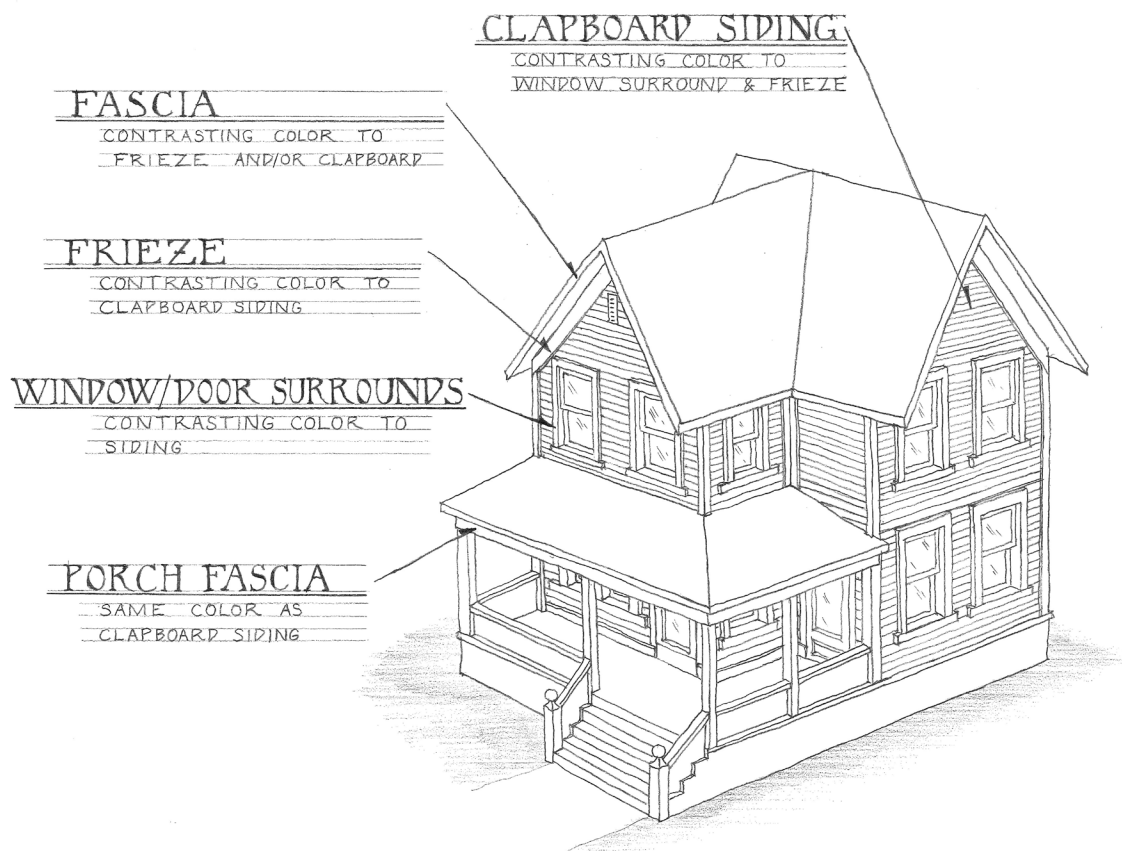 CLAPBOARD SIDING
CONTRASTING COLOR TO
WINDOW SURROUND & FRIEZE
FASCIA
CONTRASTING COLOR TO
FRIEZE AND/OR CLAPBOARD
FRIEZE
CONTRASTING COLOR TO
CLAPBOARD SIDING
WINDOW/DOOR SURROUNDS
CONTRASTING COLOR TO
SIDING
PORCH FASCIA
SAME COLOR AS
CLAPBOARD SIDING